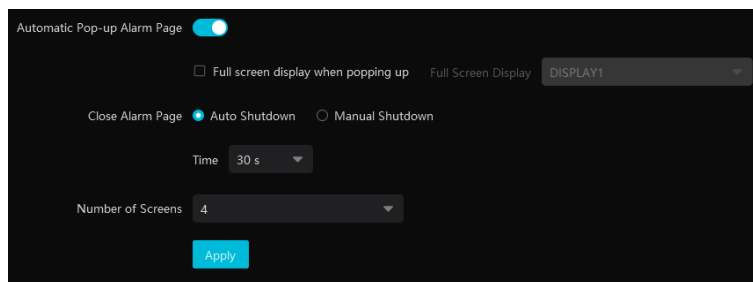 Automatic Pop-up Alarm Page
Full screen display when popping up Full Screen Display DISPLAY1
Close Alarm Page Auto Shutdown Manual Shutdown
Time 30 s
Number of Screens 4
Apply